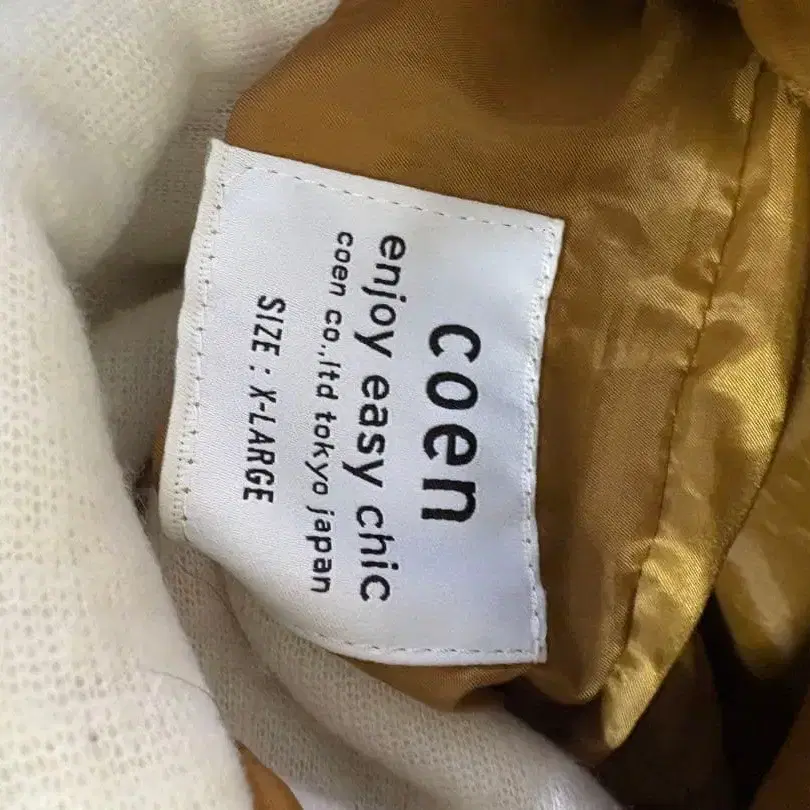 coen
enjoy easy chic
coen co.,ltd tokyo japan
SIZE : X-LARGE